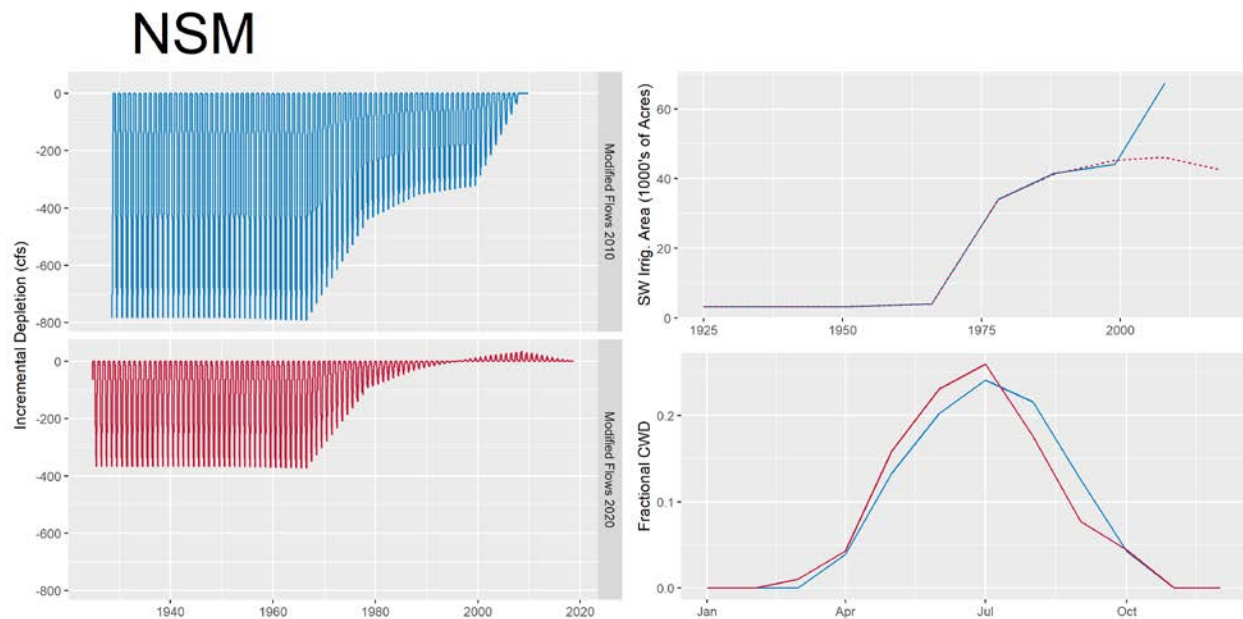 NSM
Incremental Depletion (cfs)
0
-200
-400
-600
-800
Modified Flows 2010
0
-200
-400
-600
-800
Modified Flows 2020
1940
1960
1980
2000
2020
SW Irrig. Area (1000's of Acres)
60
40
20
0
1925
1950
1975
2000
Fractional CWD
0.2
0.1
0.0
Jan
Apr
Jul
Oct